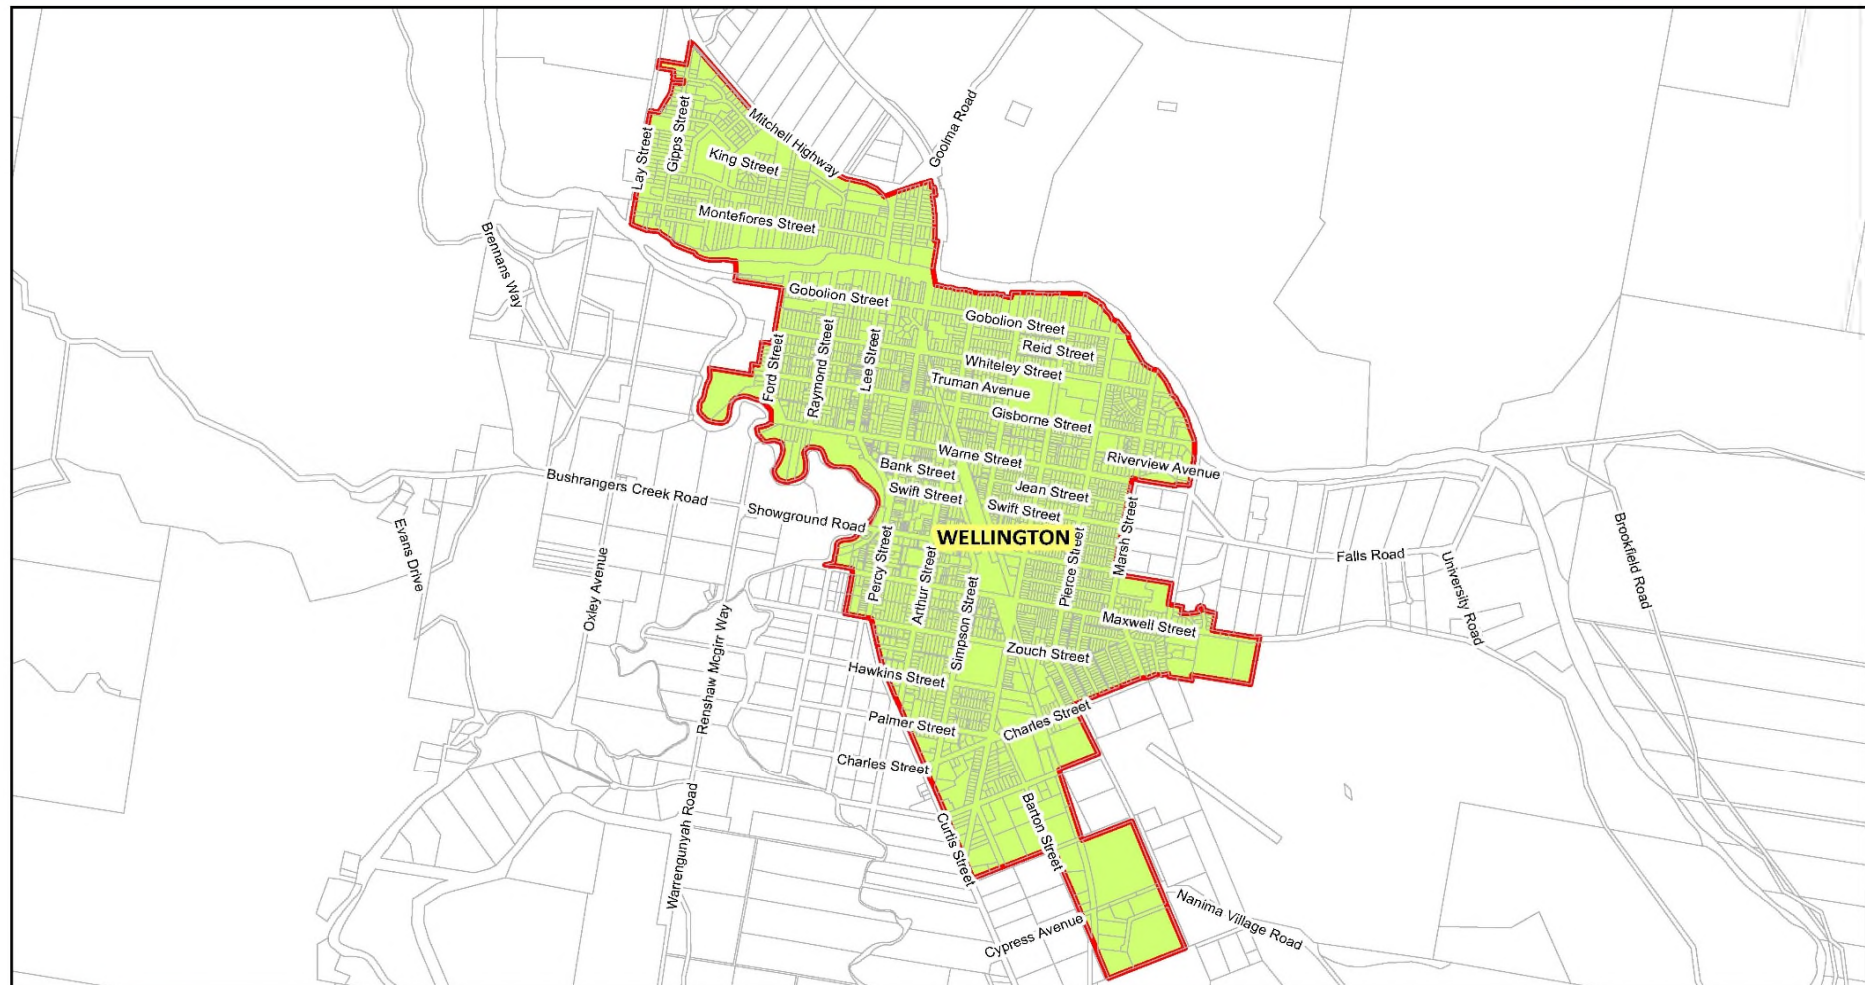 Goolma Road
Mitchell Highway
Gipps Street
Lay Street
King Street
Montefiores Street
Brennans Way
Gobolion Street
Gobolion Street
Reid Street
Ford Street
Raymond Street
Lee Street
Whiteley Street
Truman Avenue
Gisborne Street
Warne Street
Riverview Avenue
Bank Street
Bushrangers Creek Road
Swift Street
Jean Street
Swift Street
Showground Road
Marsh Street
Brookfield Road
WELLINGTON
Evans Drive
Percy Street
Pierce Street
Falls Road
Oxley Avenue
Arthur Street
University Road
Simpson Street
Maxwell Street
Renshaw Mcgirr Way
Zouch Street
Hawkins Street
Palmer Street
Charles Street
Charles Street
Warrengunyah Road
Barton Street
Curtis Street
Nanima Village Road
Cypress Avenue